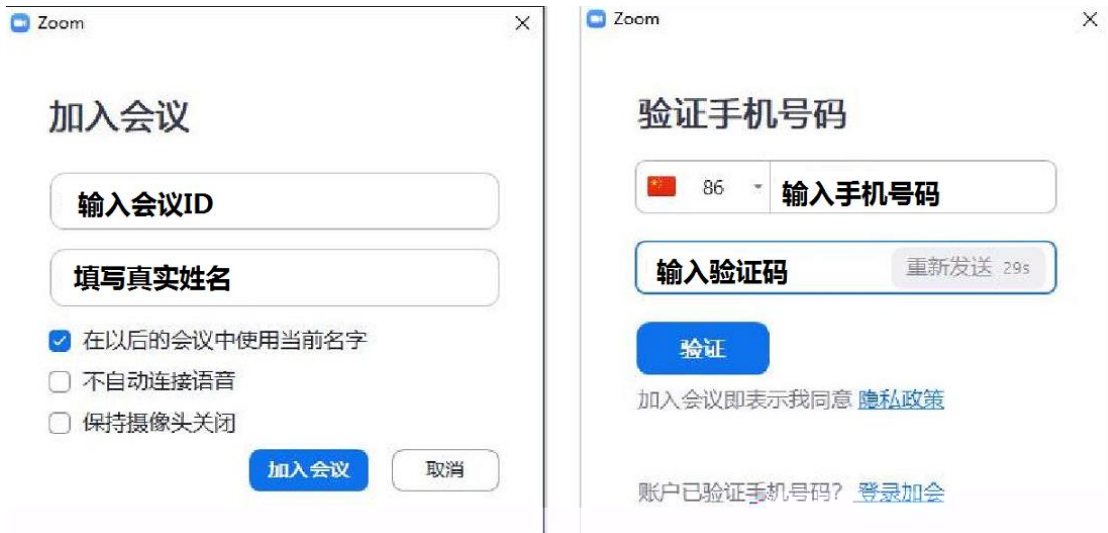 Zoom
加入会议
输入会议ID
填写真实姓名
在以后的会议中使用当前名字
不自动连接语音
保持摄像头关闭
加入会议 取消
Zoom
验证手机号码
86 输入手机号码
输入验证码 重新发送 29s
验证
加入会议即表示我同意 隐私政策
账户已验证手机号码? 登录加会